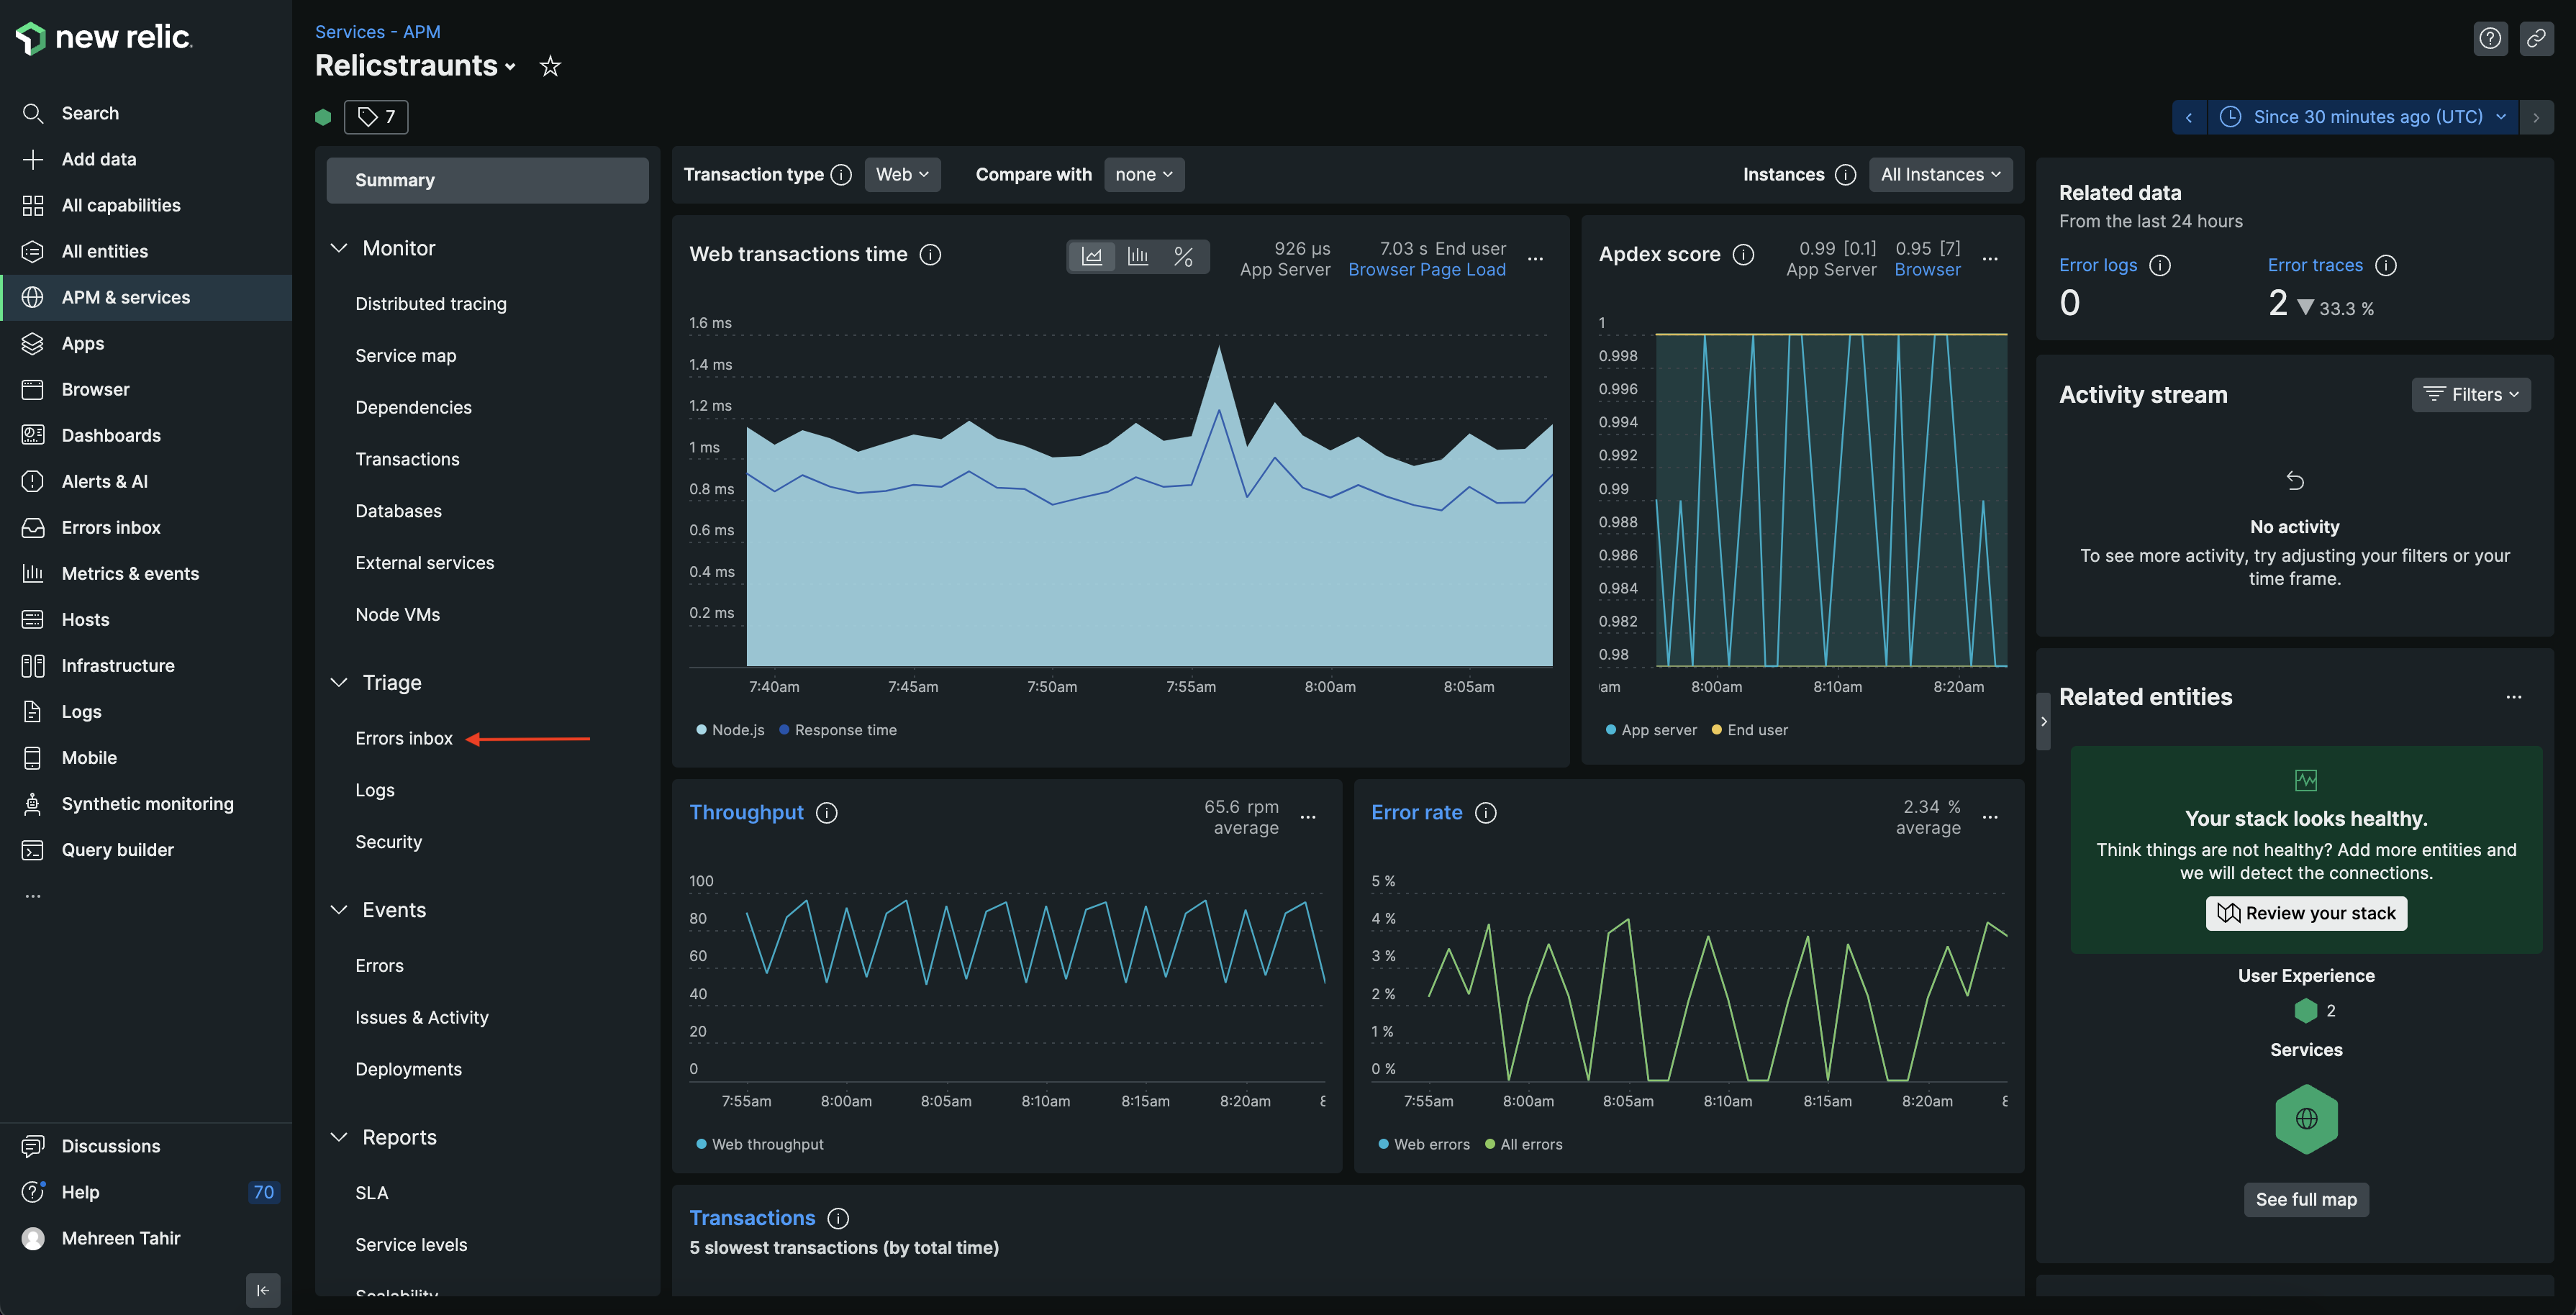 new relic.
Search
Add data
All capabilities
All entities
APM & services
Apps
Browser
Dashboards
Alerts & AI
Errors inbox
Metrics & events
Hosts
Infrastructure
Logs
Mobile
Synthetic monitoring
Query builder
...
Discussions
Help 70
Mehreen Tahir
Services - APM
Relicstraunts
7
Since 30 minutes ago (UTC)
Summary
Monitor
Distributed tracing
Service map
Dependencies
Transactions
Databases
External services
Node VMs
Triage
Errors inbox
Logs
Security
Events
Errors
Issues & Activity
Deployments
Reports
SLA
Service levels
Scalability
Transaction type Web Compare with none Instances All Instances
Web transactions time
%
926 µs
App Server
7.03 s End user
Browser Page Load
...
1.6 ms
1.4 ms
1.2 ms
1 ms
0.8 ms
0.6 ms
0.4 ms
0.2 ms
7:40am 7:45am 7:50am 7:55am 8:00am 8:05am
Node.js Response time
Apdex score
0.99 [0.1]
App Server
0.95 [7]
Browser
...
1
0.998
0.996
0.994
0.992
0.99
0.988
0.986
0.984
0.982
0.98
am 8:00am 8:10am 8:20am
App server End user
Throughput
65.6 rpm
average
...
100
80
60
40
20
0
7:55am 8:00am 8:05am 8:10am 8:15am 8:20am
Web throughput
Error rate
2.34 %
average
...
5 %
4 %
3 %
2 %
1 %
0 %
7:55am 8:00am 8:05am 8:10am 8:15am 8:20am
Web errors All errors
Transactions
5 slowest transactions (by total time)
Related data
From the last 24 hours
Error logs
0
Error traces
2 ▼ 33.3 %
Activity stream Filters
No activity
To see more activity, try adjusting your filters or your
time frame.
Related entities ...
Your stack looks healthy.
Think things are not healthy? Add more entities and
we will detect the connections.
Review your stack
User Experience
2
Services
See full map